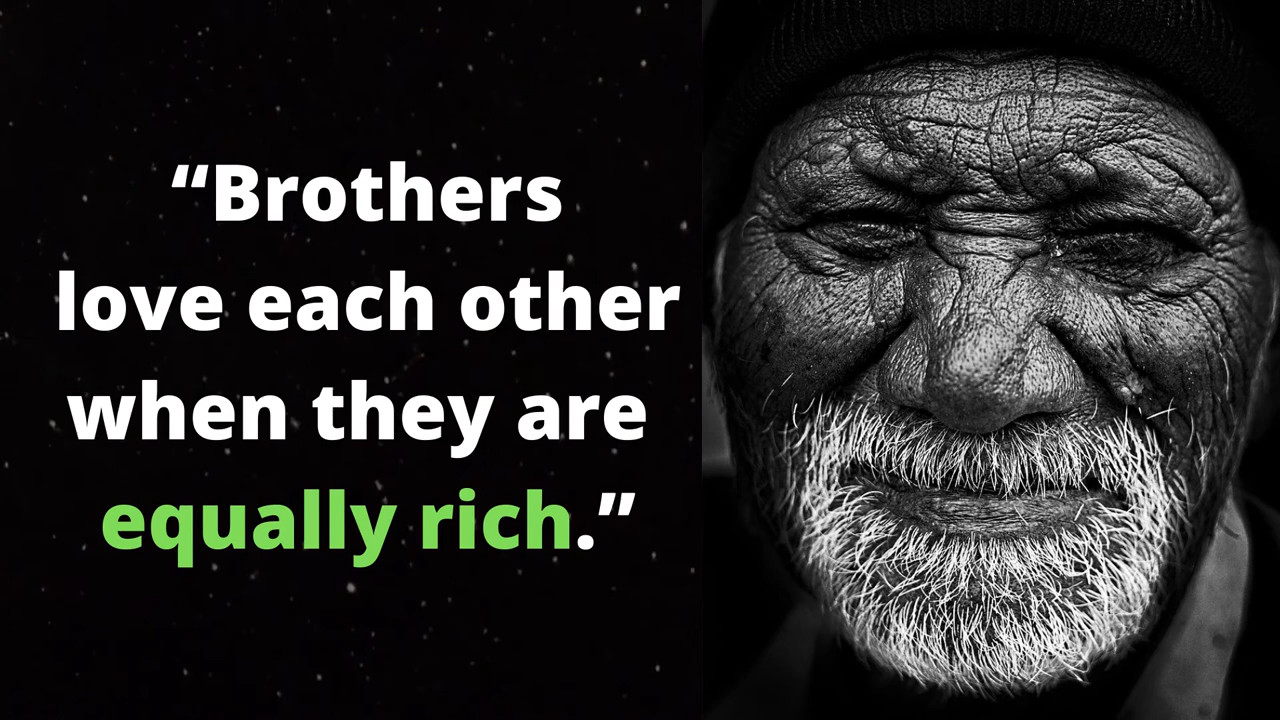 “Brothers
love each other
when they are
equally rich.”